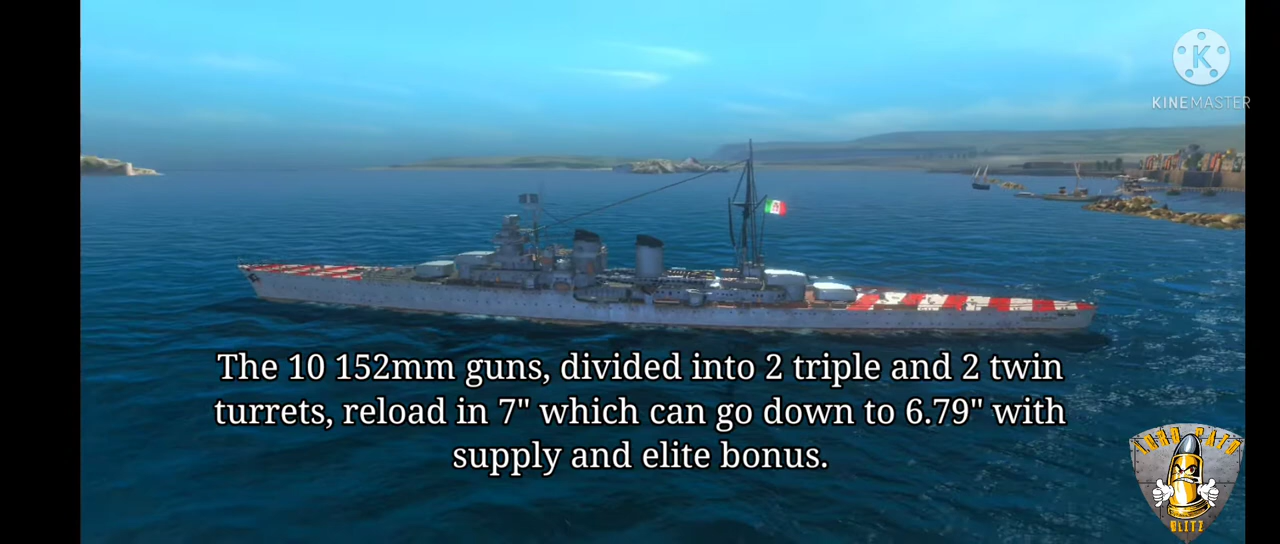 K
KINEMASTER
The 10 152mm guns, divided into 2 triple and 2 twin
turrets, reload in 7" which can go down to 6.79" with
supply and elite bonus.
BLITZ